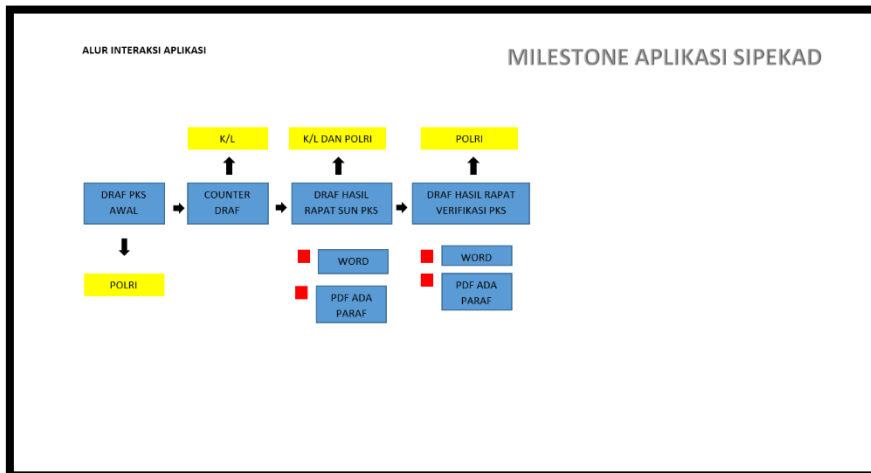 ALUR INTERAKSI APLIKASI
MILESTONE APLIKASI SIPEKAD
K/L
K/L DAN POLRI
POLRI
DRAF PKS
AWAL
COUNTER
DRAF
DRAF HASIL
RAPAT SUN PKS
DRAF HASIL RAPAT
VERIFIKASI PKS
POLRI
WORD
PDF ADA
PARAF
WORD
PDF ADA
PARAF